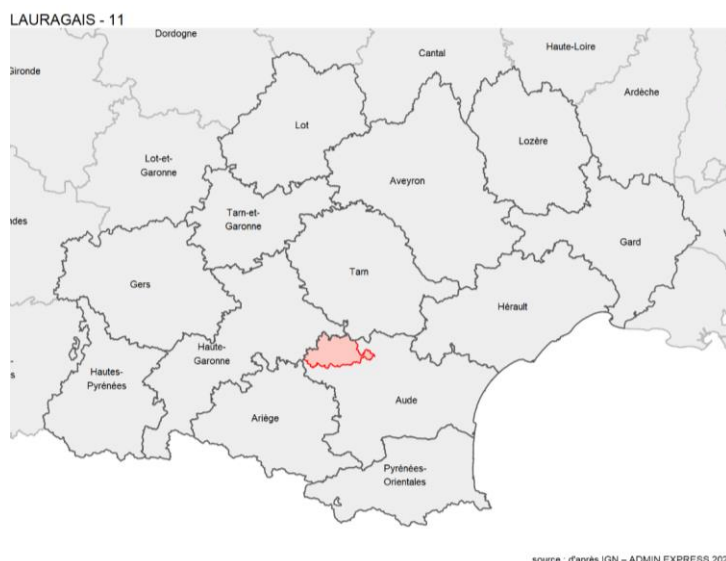 LAURAGAIS - 11
Dordogne
Cantal
Haute-Loire
Gironde
Ardèche
Lot
Lozère
Lot-et-
Garonne
Aveyron
Tarn-et-
Garonne
Gard
Tarn
Gers
Hérault
Haute-
Garonne
Hautes-
Pyrénées
Aude
Ariège
Pyrénées-
Orientales
source : d'après IGN – ADMIN EXPRESS